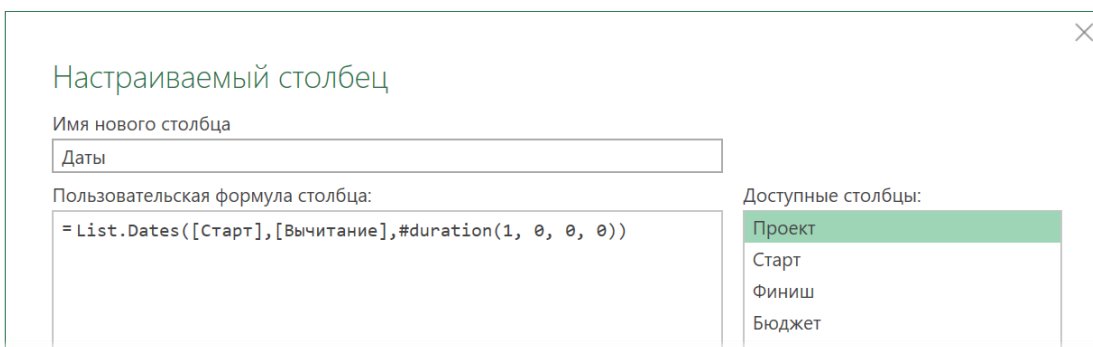 Настраиваемый столбец
Имя нового столбца
Даты
Пользовательская формула столбца:
Доступные столбцы:
=List.Dates([Старт],[Вычитание],#duration(1, 0, 0, 0))
Проект
Старт
Финиш
Бюджет